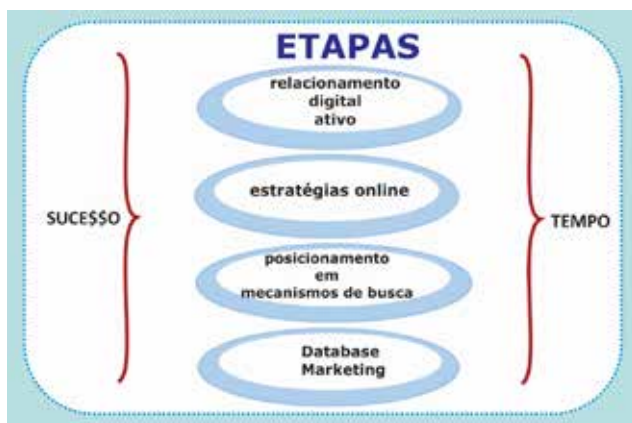 ETAPAS
relacionamento
digital
ativo
estratégias online
SUCE$$O
TEMPO
posicionamento
em
mecanismos de busca
Database
Marketing